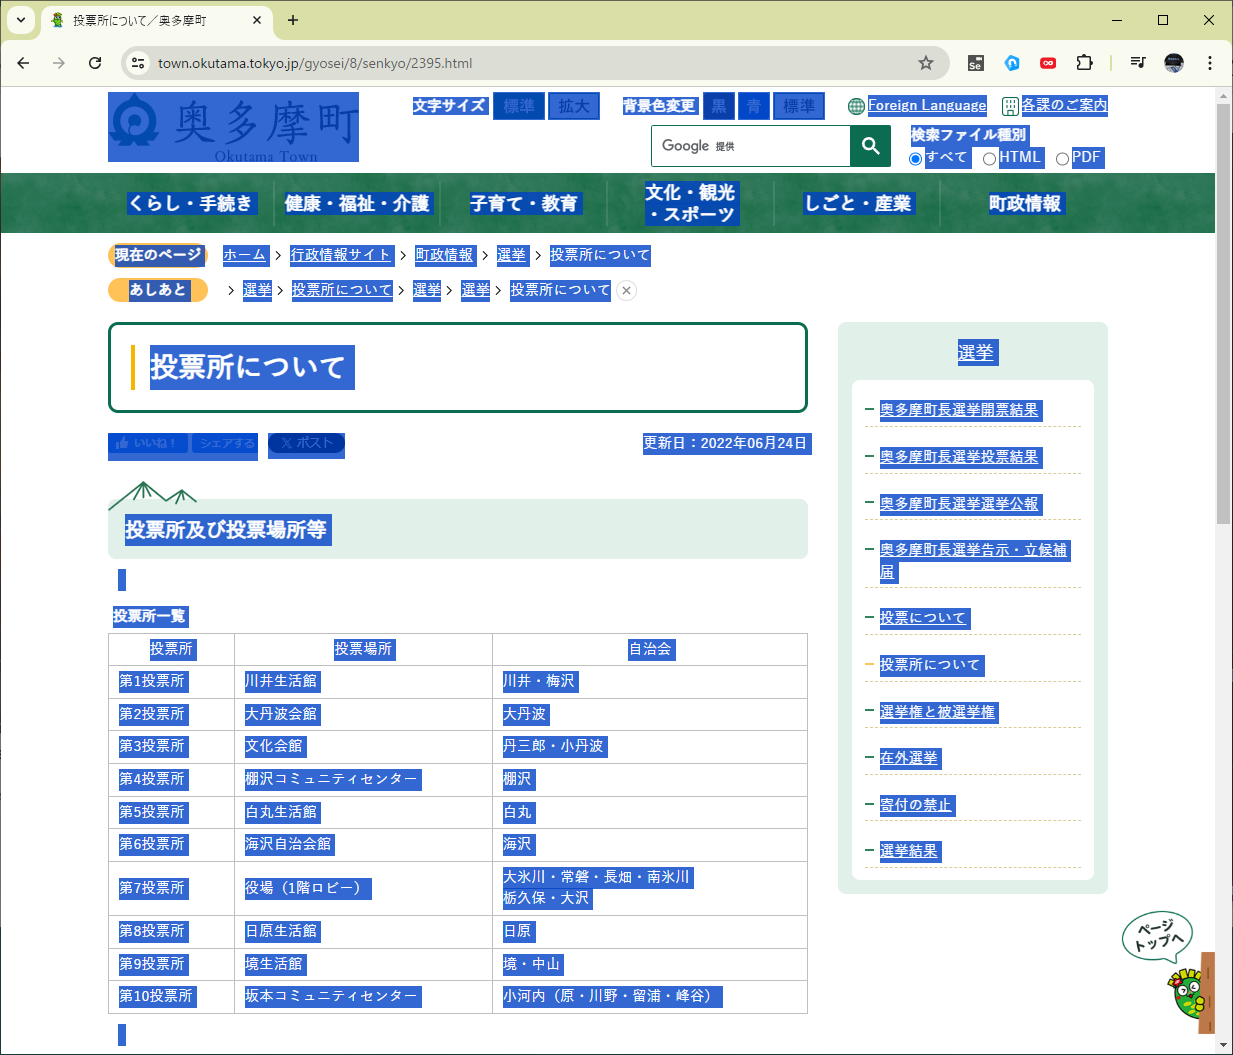 投票所について／奥多摩町
town.okutama.tokyo.jp/gyosei/8/senkyo/2395.html
奥多摩町
Okutama Town
文字サイズ 標準 拡大 背景色変更 黒 青 標準 Foreign Language 各課のご案内
Google 提供
検索ファイル種別
すべて HTML PDF
くらし・手続き 健康・福祉・介護 子育て・教育 文化・観光・スポーツ しごと・産業 町政情報
現在のページ ホーム > 行政情報サイト > 町政情報 > 選挙 > 投票所について
あしあと > 選挙 > 投票所について > 選挙 > 選挙 > 投票所について
投票所について
いいね！ シェアする ポスト 更新日：2022年06月24日
投票所及び投票場所等
投票所一覧
投票所 投票場所 自治会
第1投票所 川井生活館 川井・梅沢
第2投票所 大丹波会館 大丹波
第3投票所 文化会館 丹三郎・小丹波
第4投票所 棚沢コミュニティセンター 棚沢
第5投票所 白丸生活館 白丸
第6投票所 海沢自治会館 海沢
第7投票所 役場（1階ロビー） 大氷川・常磐・長畑・南氷川
栃久保・大沢
第8投票所 日原生活館 日原
第9投票所 境生活館 境・中山
第10投票所 坂本コミュニティセンター 小河内（原・川野・留浦・峰谷）
選挙
奥多摩町長選挙開票結果
奥多摩町長選挙投票結果
奥多摩町長選挙選挙公報
奥多摩町長選挙告示・立候補
届
投票について
投票所について
選挙権と被選挙権
在外選挙
寄付の禁止
選挙結果
ページ
トップへ